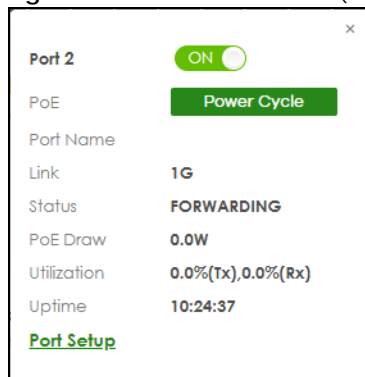 ×
Port 2 ON
PoE Power Cycle
Port Name
Link 1G
Status FORWARDING
PoE Draw 0.0W
Utilization 0.0%(Tx),0.0%(Rx)
Uptime 10:24:37
Port Setup